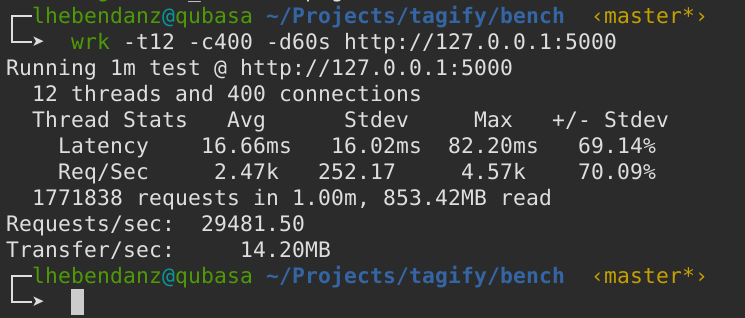 lhebendanz@qubasa ~/Projects/tagify/bench ‹master*›
wrk -t12 -c400 -d60s http://127.0.0.1:5000
Running 1m test @ http://127.0.0.1:5000
12 threads and 400 connections
Thread Stats   Avg      Stdev     Max   +/- Stdev
Latency    16.66ms   16.02ms  82.20ms   69.14%
Req/Sec     2.47k   252.17     4.57k    70.09%
1771838 requests in 1.00m, 853.42MB read
Requests/sec:  29481.50
Transfer/sec:     14.20MB
lhebendanz@qubasa ~/Projects/tagify/bench ‹master*›